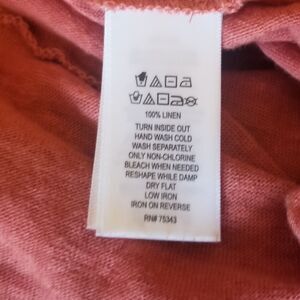 100% LINEN
TURN INSIDE OUT
HAND WASH COLD
WASH SEPARATELY
ONLY NON-CHLORINE
BLEACH WHEN NEEDED
RESHAPE WHILE DAMP
DRY FLAT
LOW IRON
IRON ON REVERSE
RN# 75343